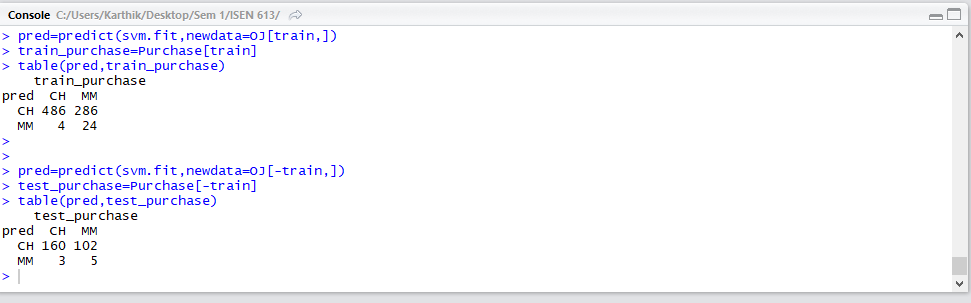 Console C:/Users/Karthik/Desktop/Sem 1/ISEN 613/
> pred=predict(svm.fit,newdata=OJ[train,])
> train_purchase=Purchase[train]
> table(pred,train_purchase)
    train_purchase
pred  CH  MM
  CH 486 286
  MM   4  24
>
>
> pred=predict(svm.fit,newdata=OJ[-train,])
> test_purchase=Purchase[-train]
> table(pred,test_purchase)
    test_purchase
pred  CH  MM
  CH 160 102
  MM   3   5
>